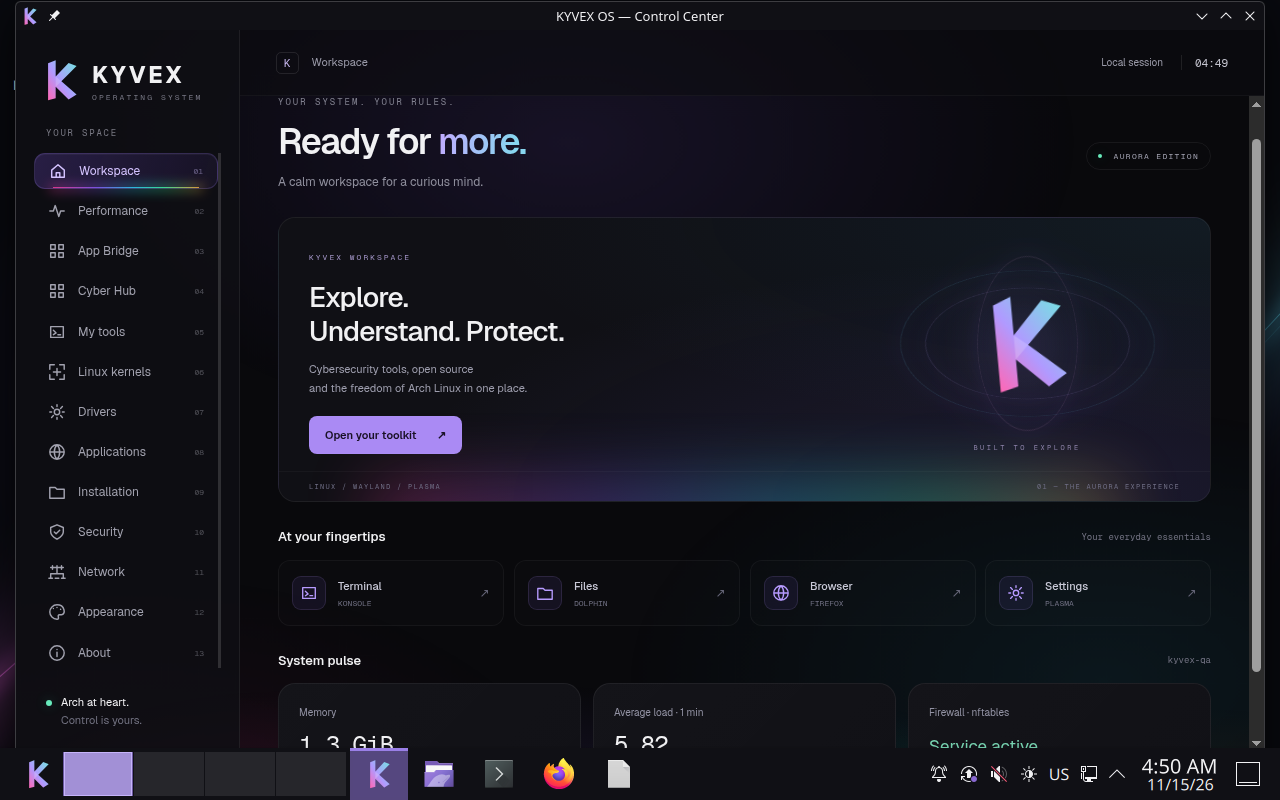 KYVEX OS — Control Center
KYVEX
OPERATING SYSTEM
YOUR SPACE
Workspace 01
Performance 02
App Bridge 03
Cyber Hub 04
My tools 05
Linux kernels 06
Drivers 07
Applications 08
Installation 09
Security 10
Network 11
Appearance 12
About 13
Arch at heart.
Control is yours.
K Workspace
Local session 04:49
YOUR SYSTEM. YOUR RULES.
Ready for more.
A calm workspace for a curious mind.
AURORA EDITION
KYVEX WORKSPACE
Explore.
Understand. Protect.
Cybersecurity tools, open source
and the freedom of Arch Linux in one place.
Open your toolkit ↗
BUILT TO EXPLORE
LINUX / WAYLAND / PLASMA
01 — THE AURORA EXPERIENCE
At your fingertips
Your everyday essentials
Terminal ↗
KONSOLE
Files ↗
DOLPHIN
Browser ↗
FIREFOX
Settings ↗
PLASMA
System pulse
kyvex-qa
Memory
1.3 GiB
Average load · 1 min
5.82
Firewall · nftables
Service active
US
4:50 AM
11/15/26